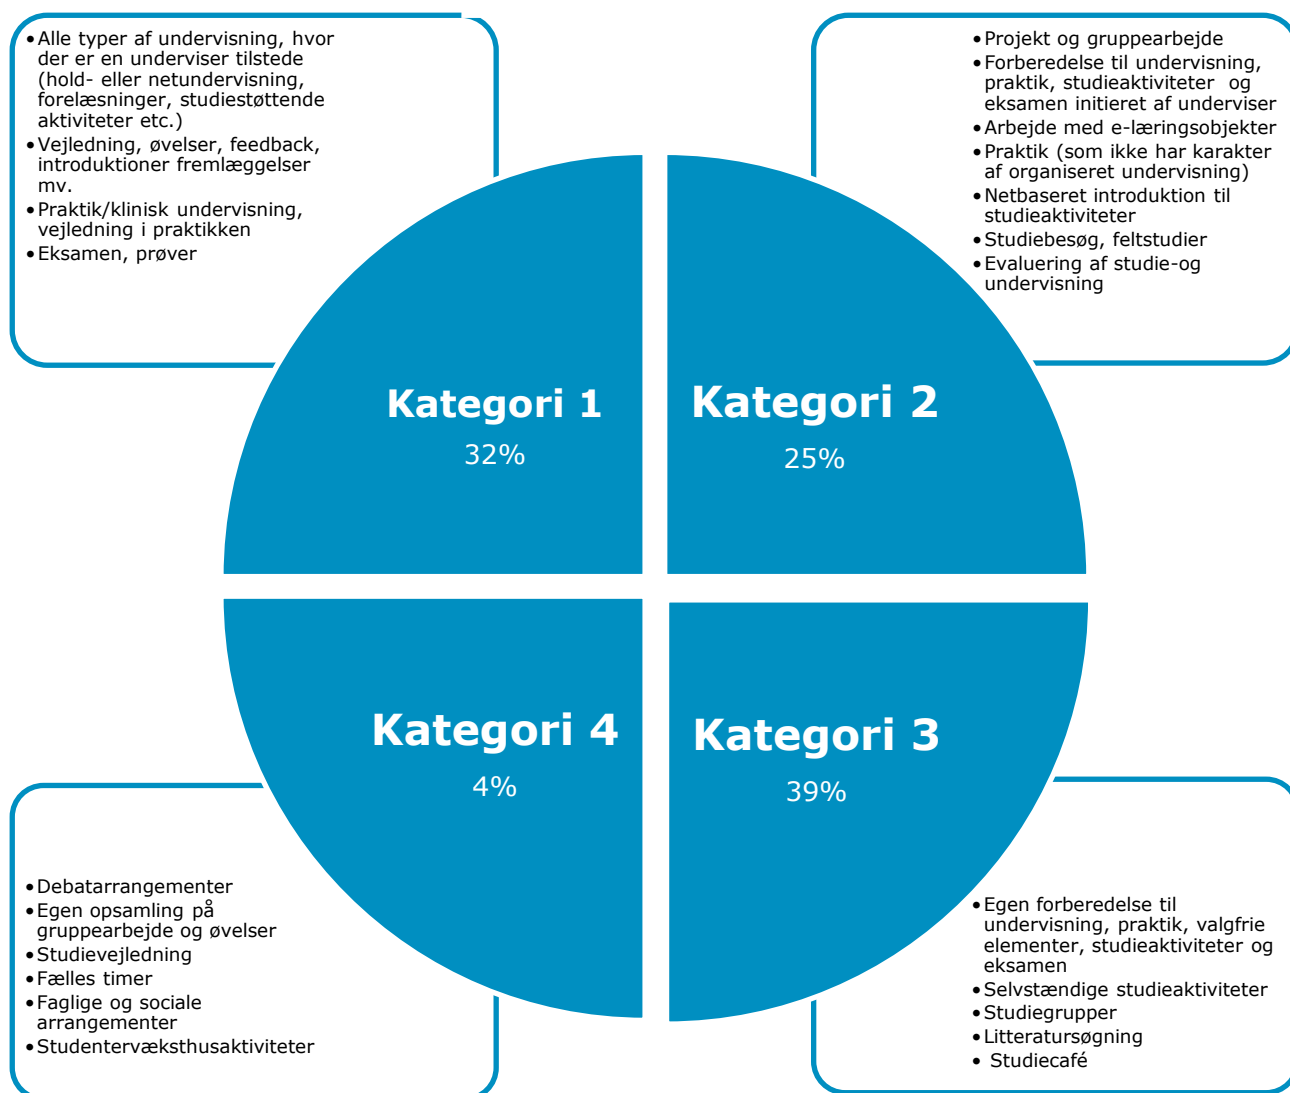 •Alle typer af undervisning, hvor
der er en underviser tilstede
(hold- eller netundervisning,
forelæsninger, studiestøttende
aktiviteter etc.)
•Vejledning, øvelser, feedback,
introduktioner fremlæggelser
mv.
•Praktik/klinisk undervisning,
vejledning i praktikken
•Eksamen, prøver
•Projekt og gruppearbejde
•Forberedelse til undervisning,
praktik, studieaktiviteter og
eksamen initieret af underviser
•Arbejde med e-læringsobjekter
•Praktik (som ikke har karakter
af organiseret undervisning)
•Netbaseret introduktion til
studieaktiviteter
•Studiebesøg, feltstudier
•Evaluering af studie-og
undervisning
Kategori 1
32%
Kategori 2
25%
Kategori 4
4%
Kategori 3
39%
•Debatarrangementer
•Egen opsamling på
gruppearbejde og øvelser
•Studievejledning
•Fælles timer
•Faglige og sociale
arrangementer
•Studentervæksthusaktiviteter
•Egen forberedelse til
undervisning, praktik, valgfrie
elementer, studieaktiviteter og
eksamen
•Selvstændige studieaktiviteter
•Studiegrupper
•Litteratursøgning
• Studiecafé